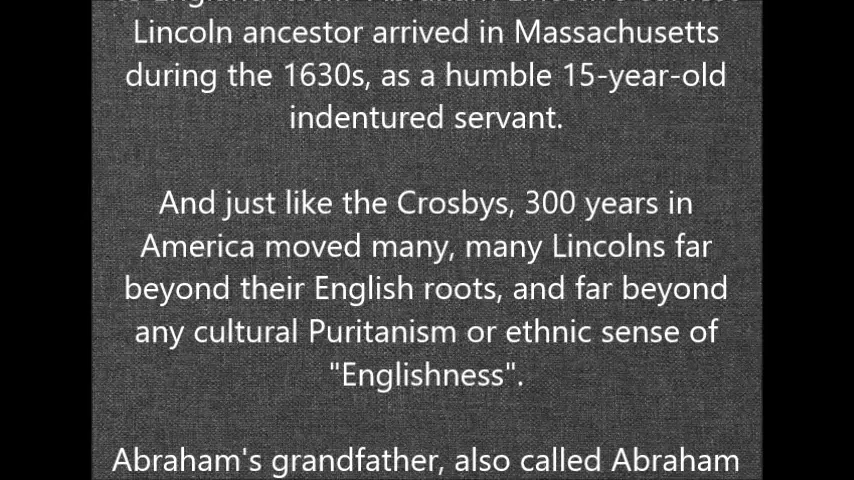 Lincoln ancestor arrived in Massachusetts
during the 1630s, as a humble 15-year-old
indentured servant.
And just like the Crosbys, 300 years in
America moved many, many Lincolns far
beyond their English roots, and far beyond
any cultural Puritanism or ethnic sense of
"Englishness".
Abraham's grandfather, also called Abraham